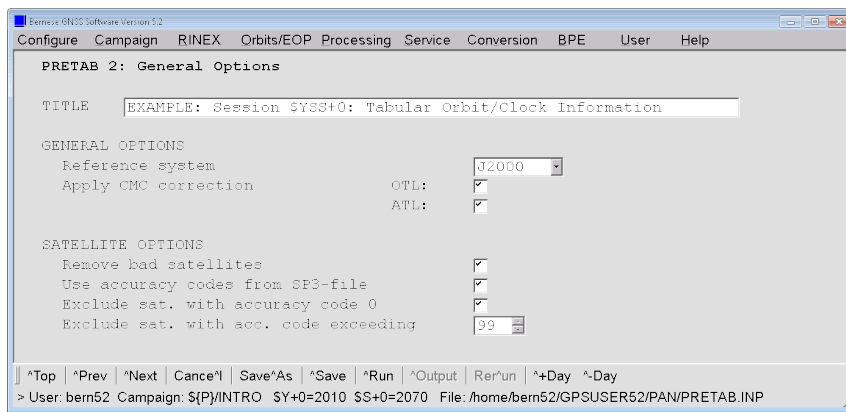 Bernese GNSS Software Version 5.2
Configure Campaign RINEX Orbits/EOP Processing Service Conversion BPE User Help
PRETAB 2: General Options
TITLE EXAMPLE: Session $YSS+0: Tabular Orbit/Clock Information
GENERAL OPTIONS
Reference system J2000
Apply CMC correction OTL:
ATL:
SATELLITE OPTIONS
Remove bad satellites
Use accuracy codes from SP3-file
Exclude sat. with accuracy code 0
Exclude sat. with acc. code exceeding 99
^Top ^Prev ^Next Cance^l Save^As ^Save ^Run ^Output Rer^un ^+Day ^-Day
> User: bern52 Campaign: ${P}/INTRO $Y+0=2010 $S+0=2070 File: /home/bern52/GPSUSER52/PAN/PRETAB.INP